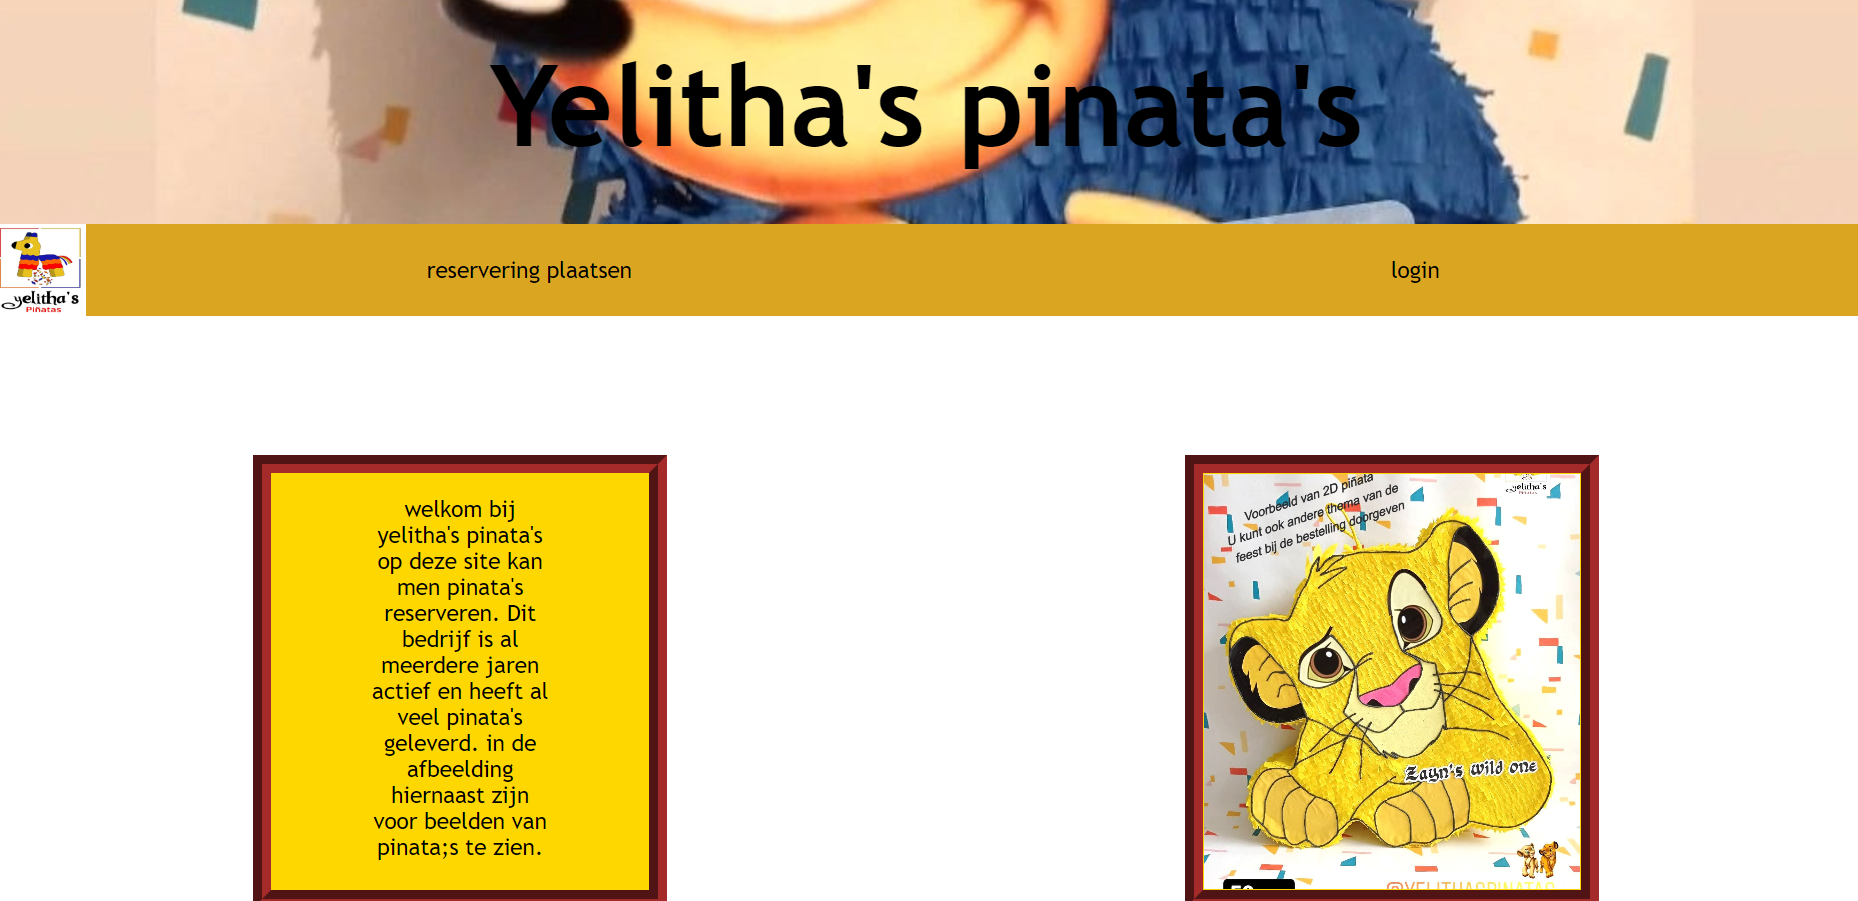 Yelitha's pinata's
yelitha's
Piñatas
reservering plaatsen
login
welkom bij
yelitha's pinata's
op deze site kan
men pinata's
reserveren. Dit
bedrijf is al
meerdere jaren
actief en heeft al
veel pinata's
geleverd. in de
afbeelding
hiernaast zijn
voor beelden van
pinata;s te zien.
yelitha's
Piñatas
Voorbeeld van 2D piñata
U kunt ook andere thema van de
feest bij de bestelling doorgeven
Zayn's wild one
@YELITHASPINATAS